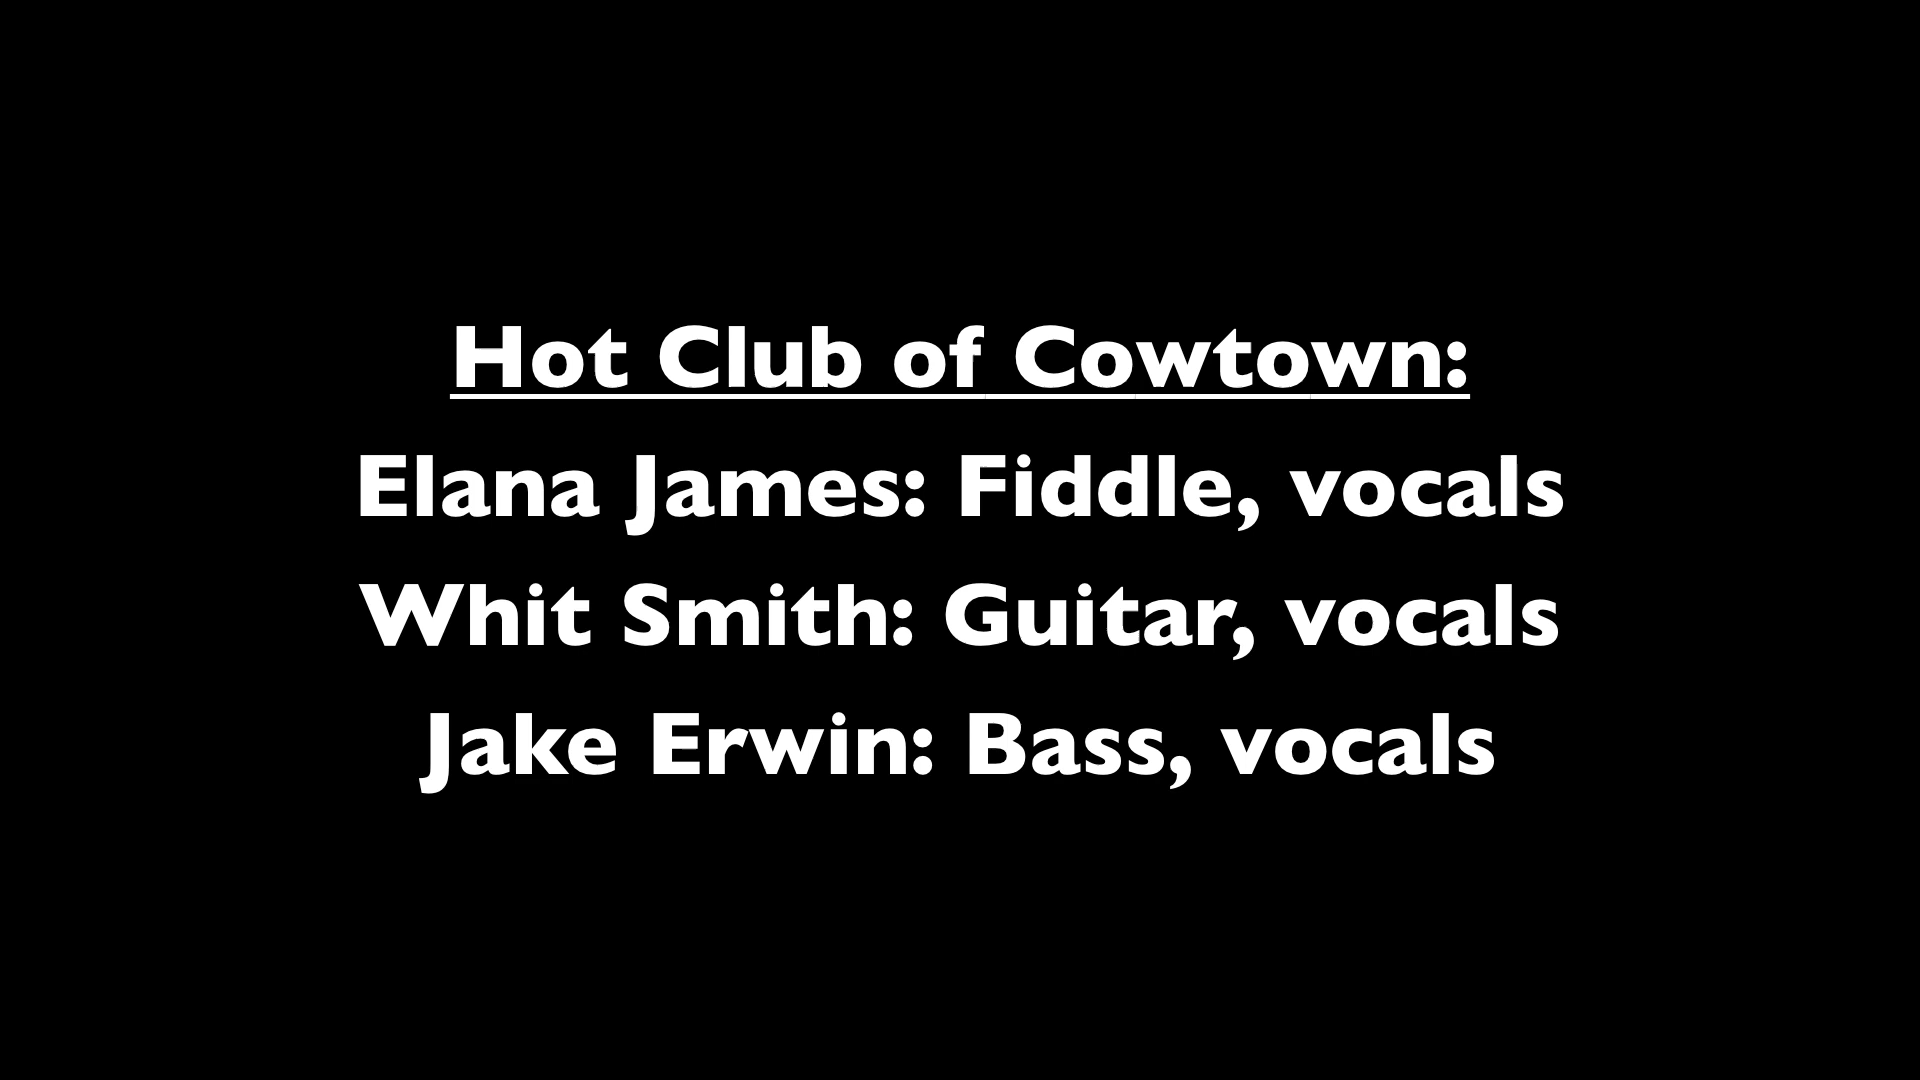 Hot Club of Cowtown:
Elana James: Fiddle, vocals
Whit Smith: Guitar, vocals
Jake Erwin: Bass, vocals